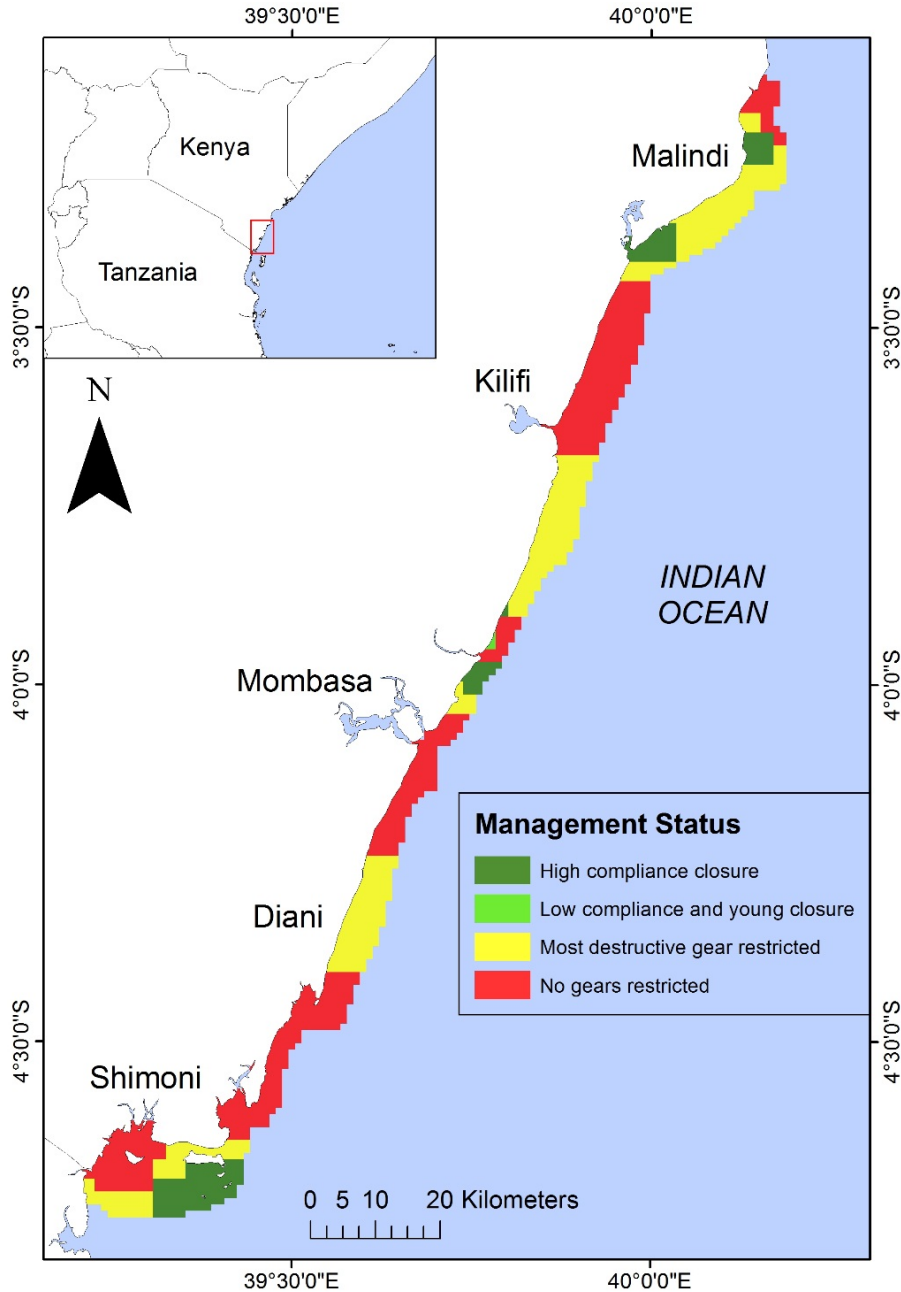 39°30'0"E
40°0'0"E
Kenya
Tanzania
Malindi
3°30'0"S
3°30'0"S
N
Kilifi
INDIAN
OCEAN
4°0'0"S
4°0'0"S
Mombasa
Management Status
High compliance closure
Low compliance and young closure
Most destructive gear restricted
No gears restricted
Diani
4°30'0"S
4°30'0"S
Shimoni
0 5 10 20 Kilometers
39°30'0"E
40°0'0"E